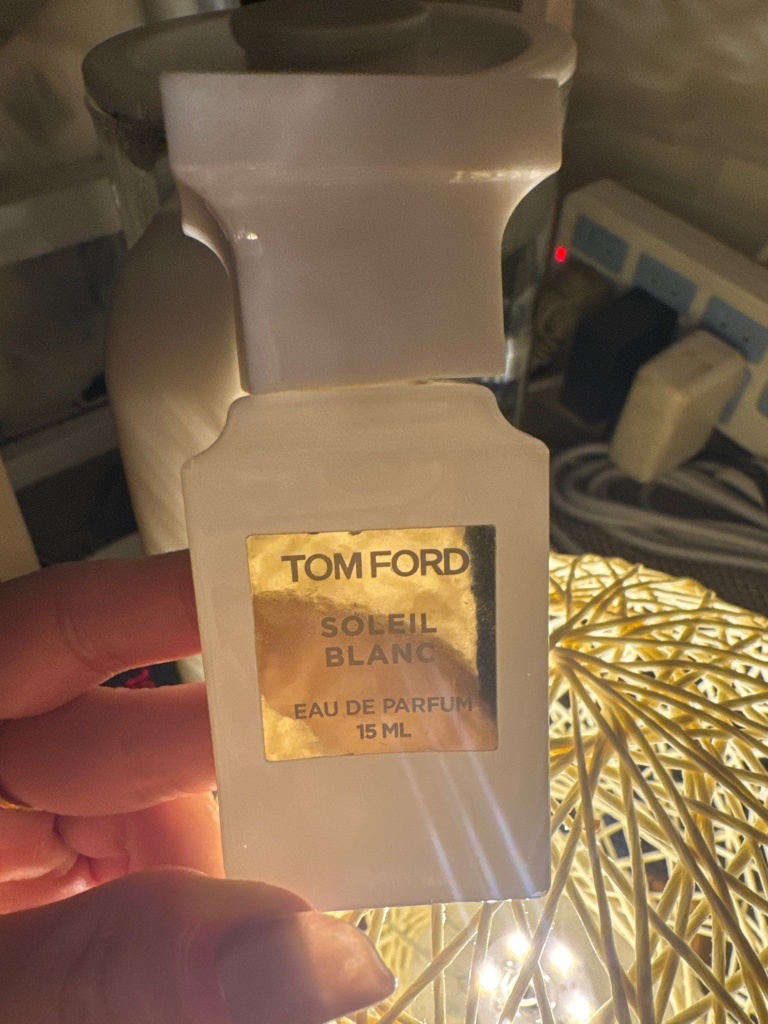 TOM FORD
SOLEIL
BLANC
EAU DE PARFUM
15 ML